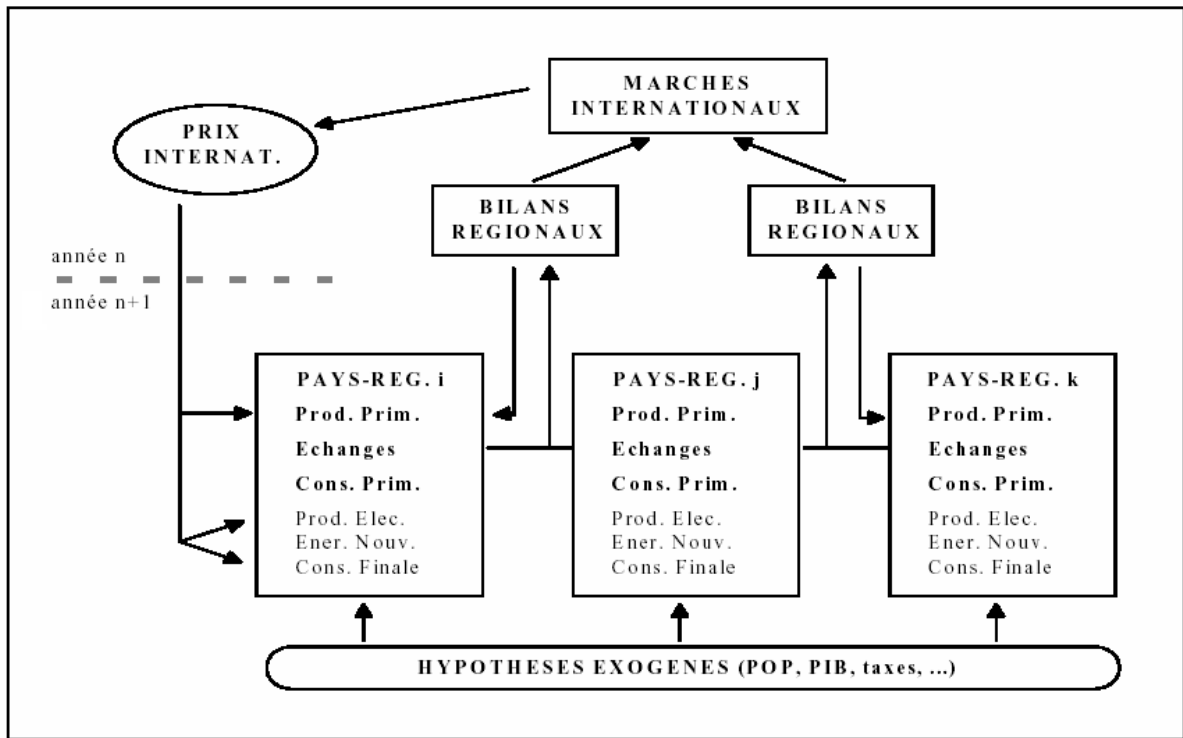 MARCHES
INTERNATIONAUX
PRIX
INTERNAT.
BILANS
REGIONAUX
BILANS
REGIONAUX
année n
année n+1
PAYS-REG. i
Prod. Prim.
Echanges
Cons. Prim.
Prod. Elec.
Ener. Nouv.
Cons. Finale
PAYS-REG. j
Prod. Prim.
Echanges
Cons. Prim.
Prod. Elec.
Ener. Nouv.
Cons. Finale
PAYS-REG. k
Prod. Prim.
Echanges
Cons. Prim.
Prod. Elec.
Ener. Nouv.
Cons. Finale
HYPOTHESES EXOGENES (POP, PIB, taxes, ...)